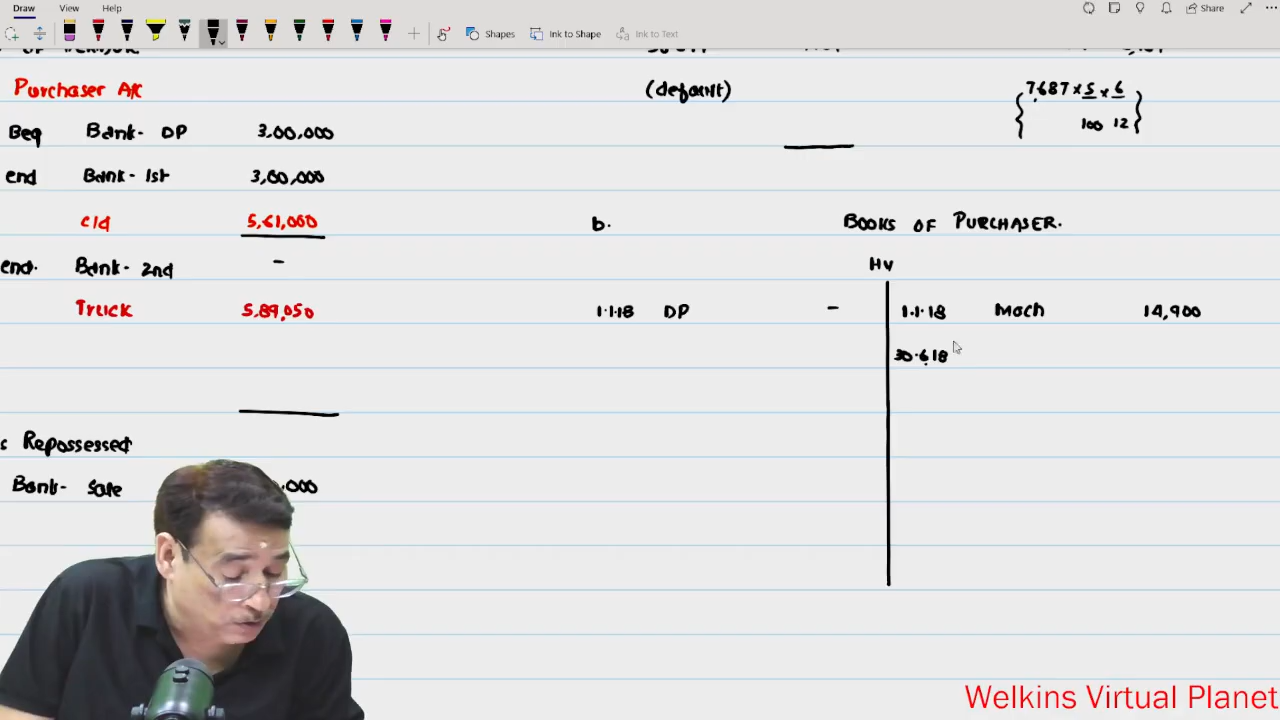 Draw View Help Share
Shapes Ink to Shape Ink to Text
Purchaser A/c (default) 7687 × 5 × 6
100 12
Beg Bank- DP 3,00,000
end Bank- 1st 3,00,000
c/d 5,61,000 b. BOOKS OF PURCHASER.
end. Bank- 2nd - HV
Truck 5,89,050 1.1.18 DP - 1.1.18 Mach 14,900
30.6.18
Repossessed
Bank- Sale 000
Welkins Virtual Planet